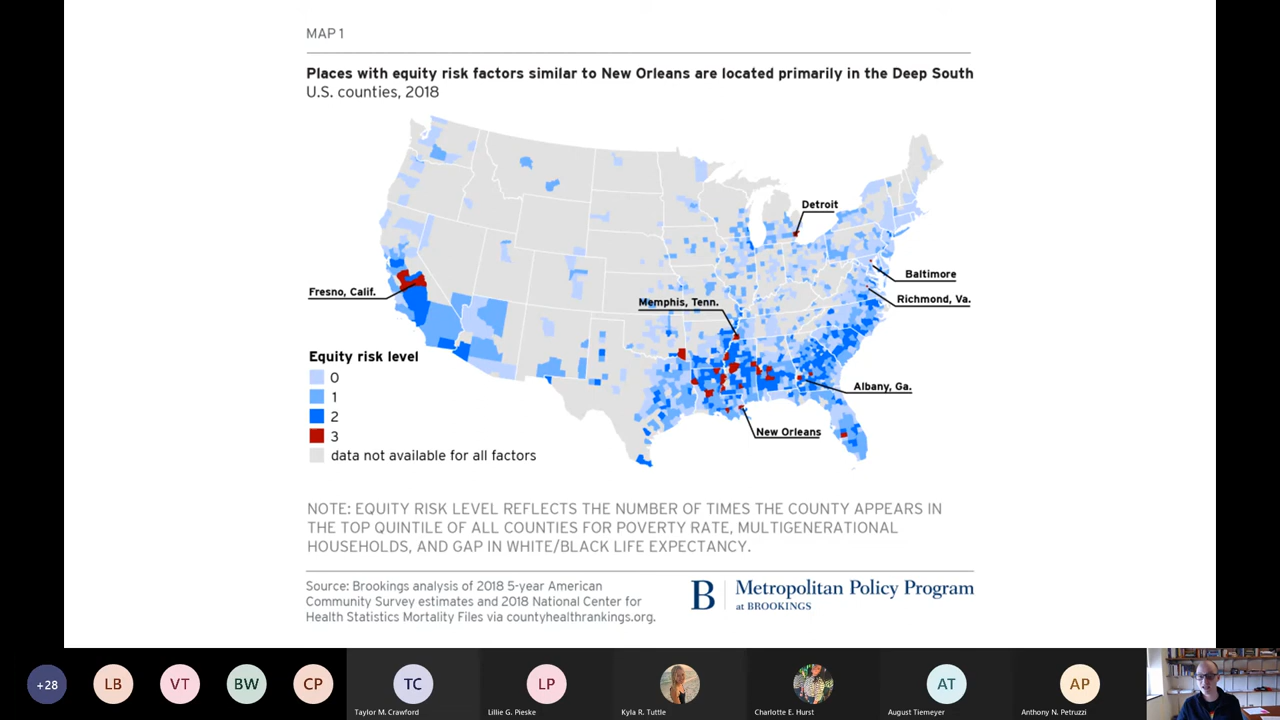 MAP 1
Places with equity risk factors similar to New Orleans are located primarily in the Deep South
U.S. counties, 2018
Detroit
Baltimore
Fresno, Calif.
Richmond, Va.
Memphis, Tenn.
Equity risk level
0
1
2
3
data not available for all factors
Albany, Ga.
New Orleans
NOTE: EQUITY RISK LEVEL REFLECTS THE NUMBER OF TIMES THE COUNTY APPEARS IN
THE TOP QUINTILE OF ALL COUNTIES FOR POVERTY RATE, MULTIGENERATIONAL
HOUSEHOLDS, AND GAP IN WHITE/BLACK LIFE EXPECTANCY.
Source: Brookings analysis of 2018 5-year American
Community Survey estimates and 2018 National Center for
Health Statistics Mortality Files via countyhealthrankings.org.
B
Metropolitan Policy Program
at BROOKINGS
+28
LB
VT
BW
CP
TC
LP
AT
AP
Taylor M. Crawford
Lillie G. Pieske
Kyla R. Tuttle
Charlotte E. Hurst
August Tiemeyer
Anthony N. Petruzzi